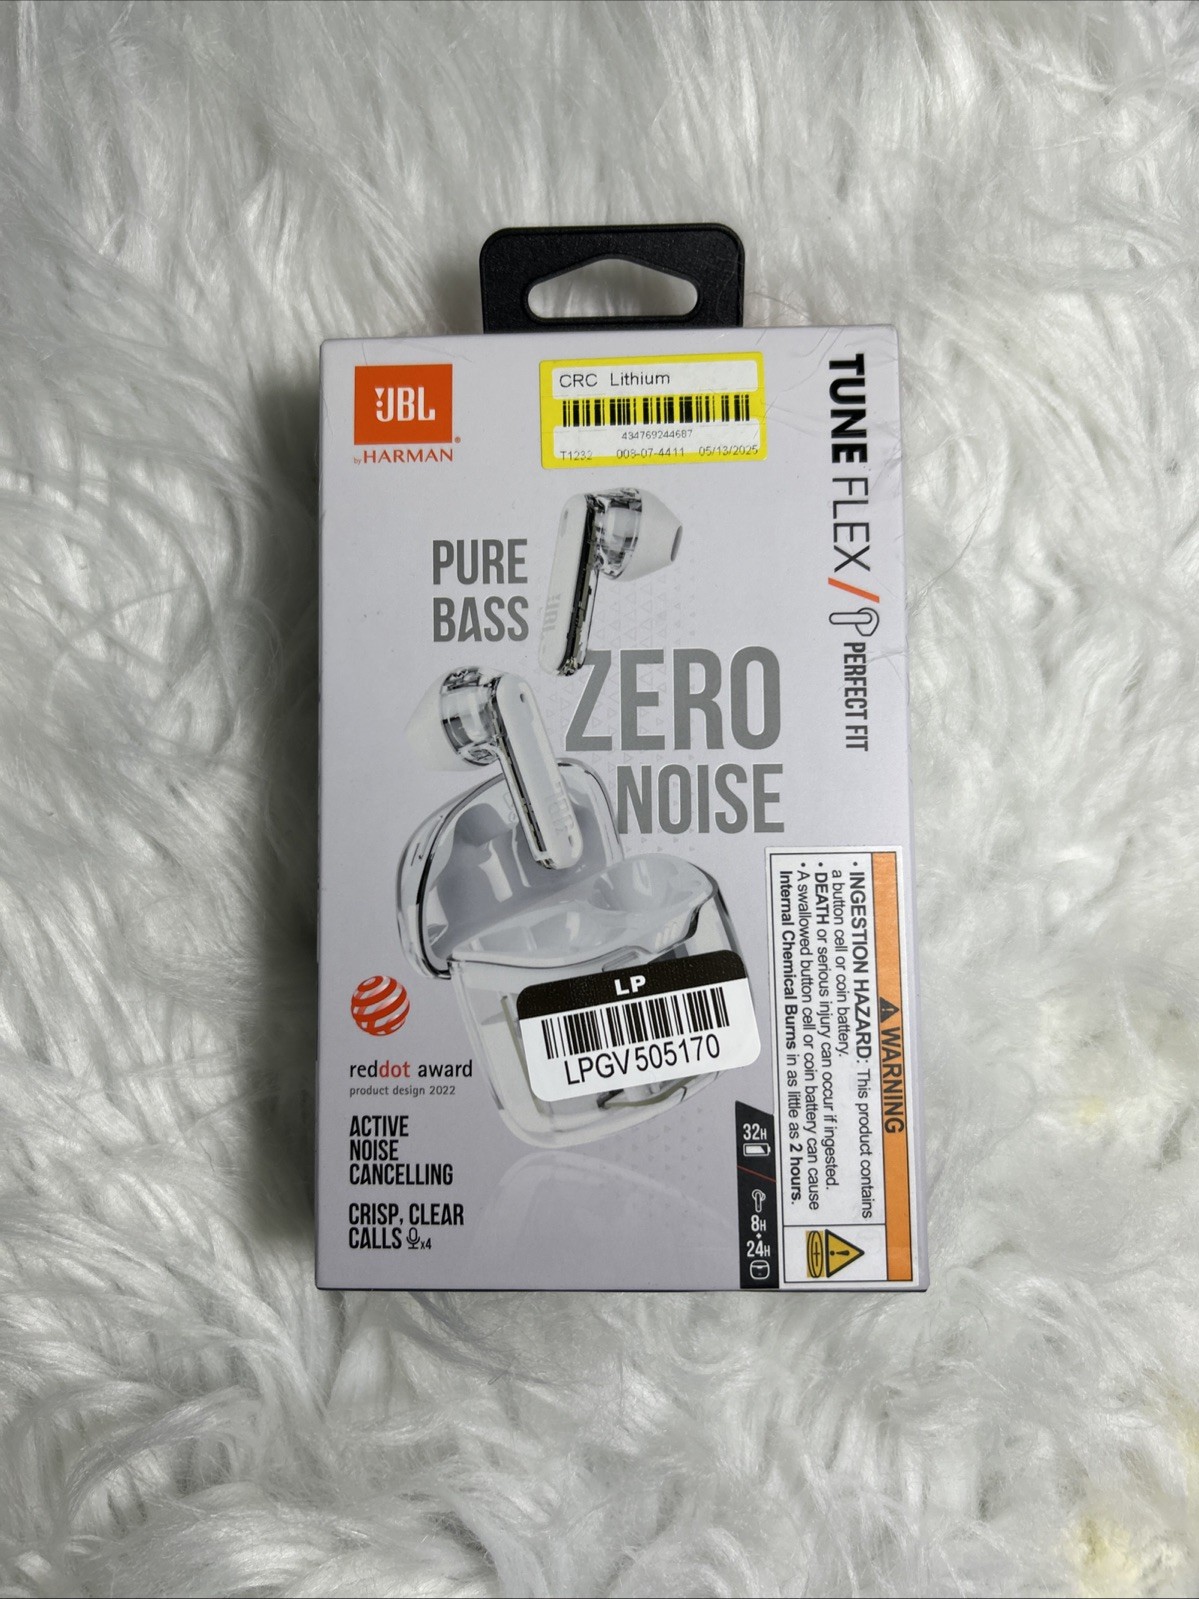 JBL
by HARMAN
CRC Lithium
434769244687
T1232 008-07-4411 05/13/2025
TUNE FLEX / PERFECT FIT
PURE
BASS
ZERO
NOISE
WARNING
• INGESTION HAZARD: This product contains
a button cell or coin battery.
• DEATH or serious injury can occur if ingested.
• A swallowed button cell or coin battery can cause
Internal Chemical Burns in as little as 2 hours.
LP
LPGV505170
reddot award
product design 2022
ACTIVE
NOISE
CANCELLING
CRISP, CLEAR
CALLS x4
32H
8H
+
24H